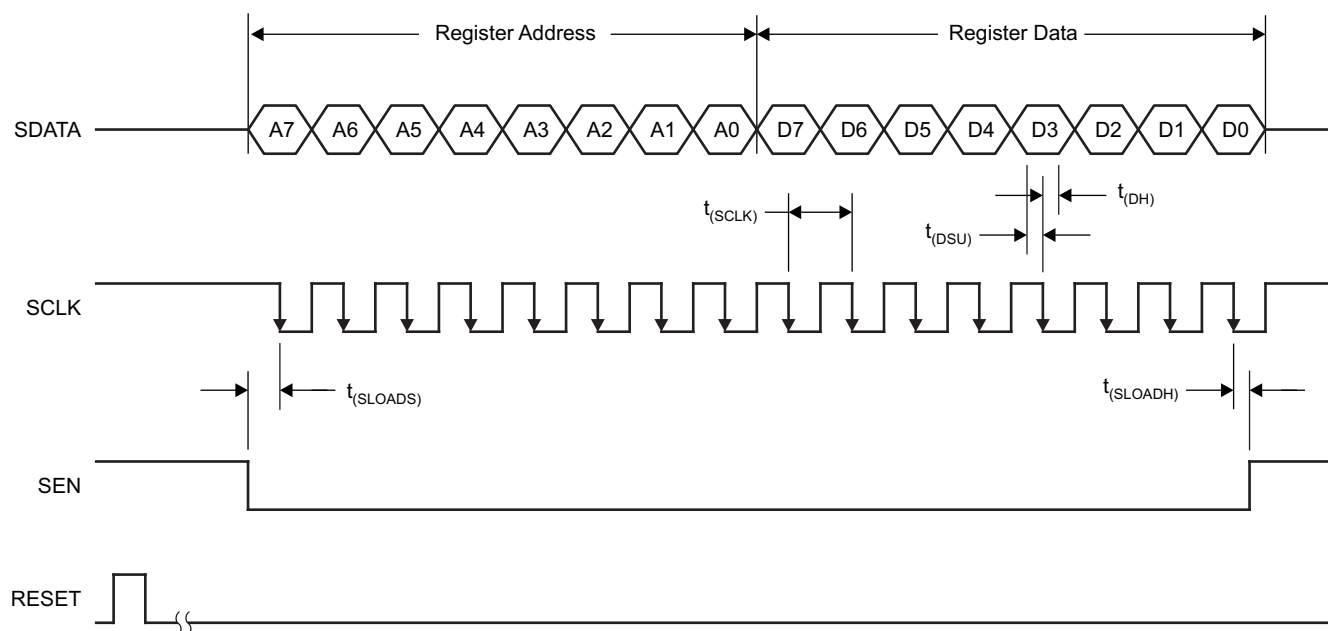 Register Address
Register Data
SDATA
A7
A6
A5
A4
A3
A2
A1
A0
D7
D6
D5
D4
D3
D2
D1
D0
t(SCLK)
t(DH)
t(DSU)
SCLK
t(SLOADS)
t(SLOADH)
SEN
RESET